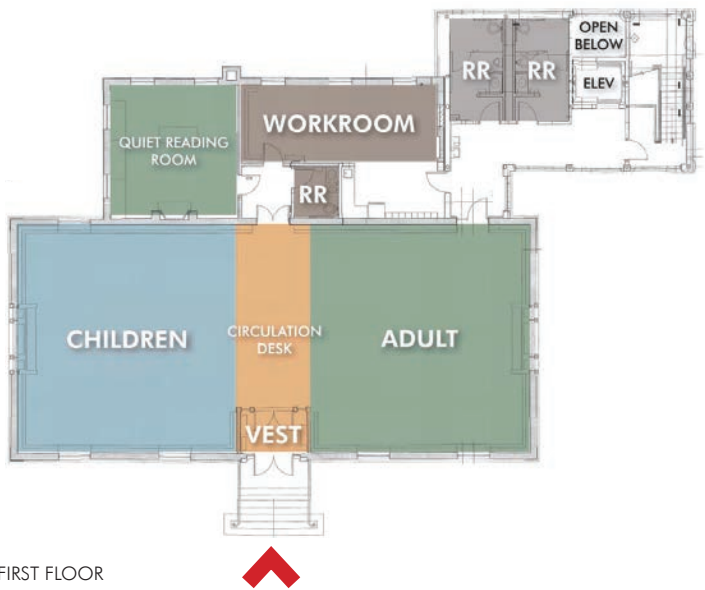 OPEN
BELOW
RR
RR
ELEV
WORKROOM
QUIET READING
ROOM
RR
CHILDREN
CIRCULATION
DESK
ADULT
VEST
FIRST FLOOR